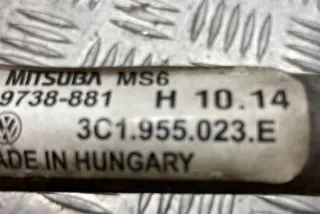 MITSUBA MS6
9738-881 H 10.14
3C1.955.023.E
ADE IN HUNGARY